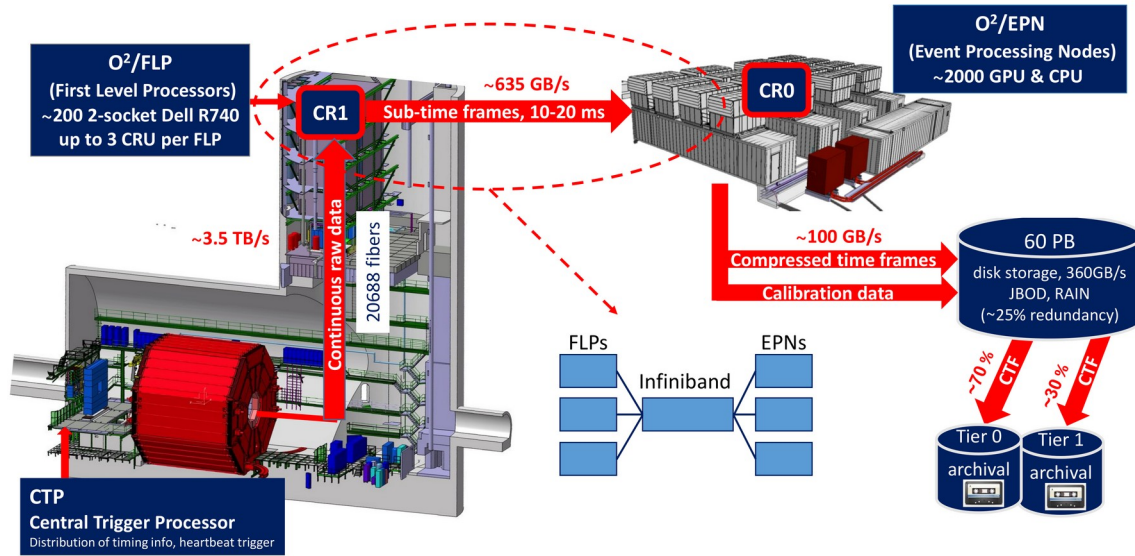 O²/FLP
(First Level Processors)
~200 2-socket Dell R740
up to 3 CRU per FLP
CR1
~635 GB/s
Sub-time frames, 10-20 ms
CR0
O²/EPN
(Event Processing Nodes)
~2000 GPU & CPU
~3.5 TB/s
Continuous raw data
20688 fibers
~100 GB/s
Compressed time frames
Calibration data
60 PB
disk storage, 360GB/s
JBOD, RAIN
(~25% redundancy)
FLPs
Infiniband
EPNs
~70 %
CTF
~30 %
CTF
Tier 0
archival
Tier 1
archival
CTP
Central Trigger Processor
Distribution of timing info, heartbeat trigger